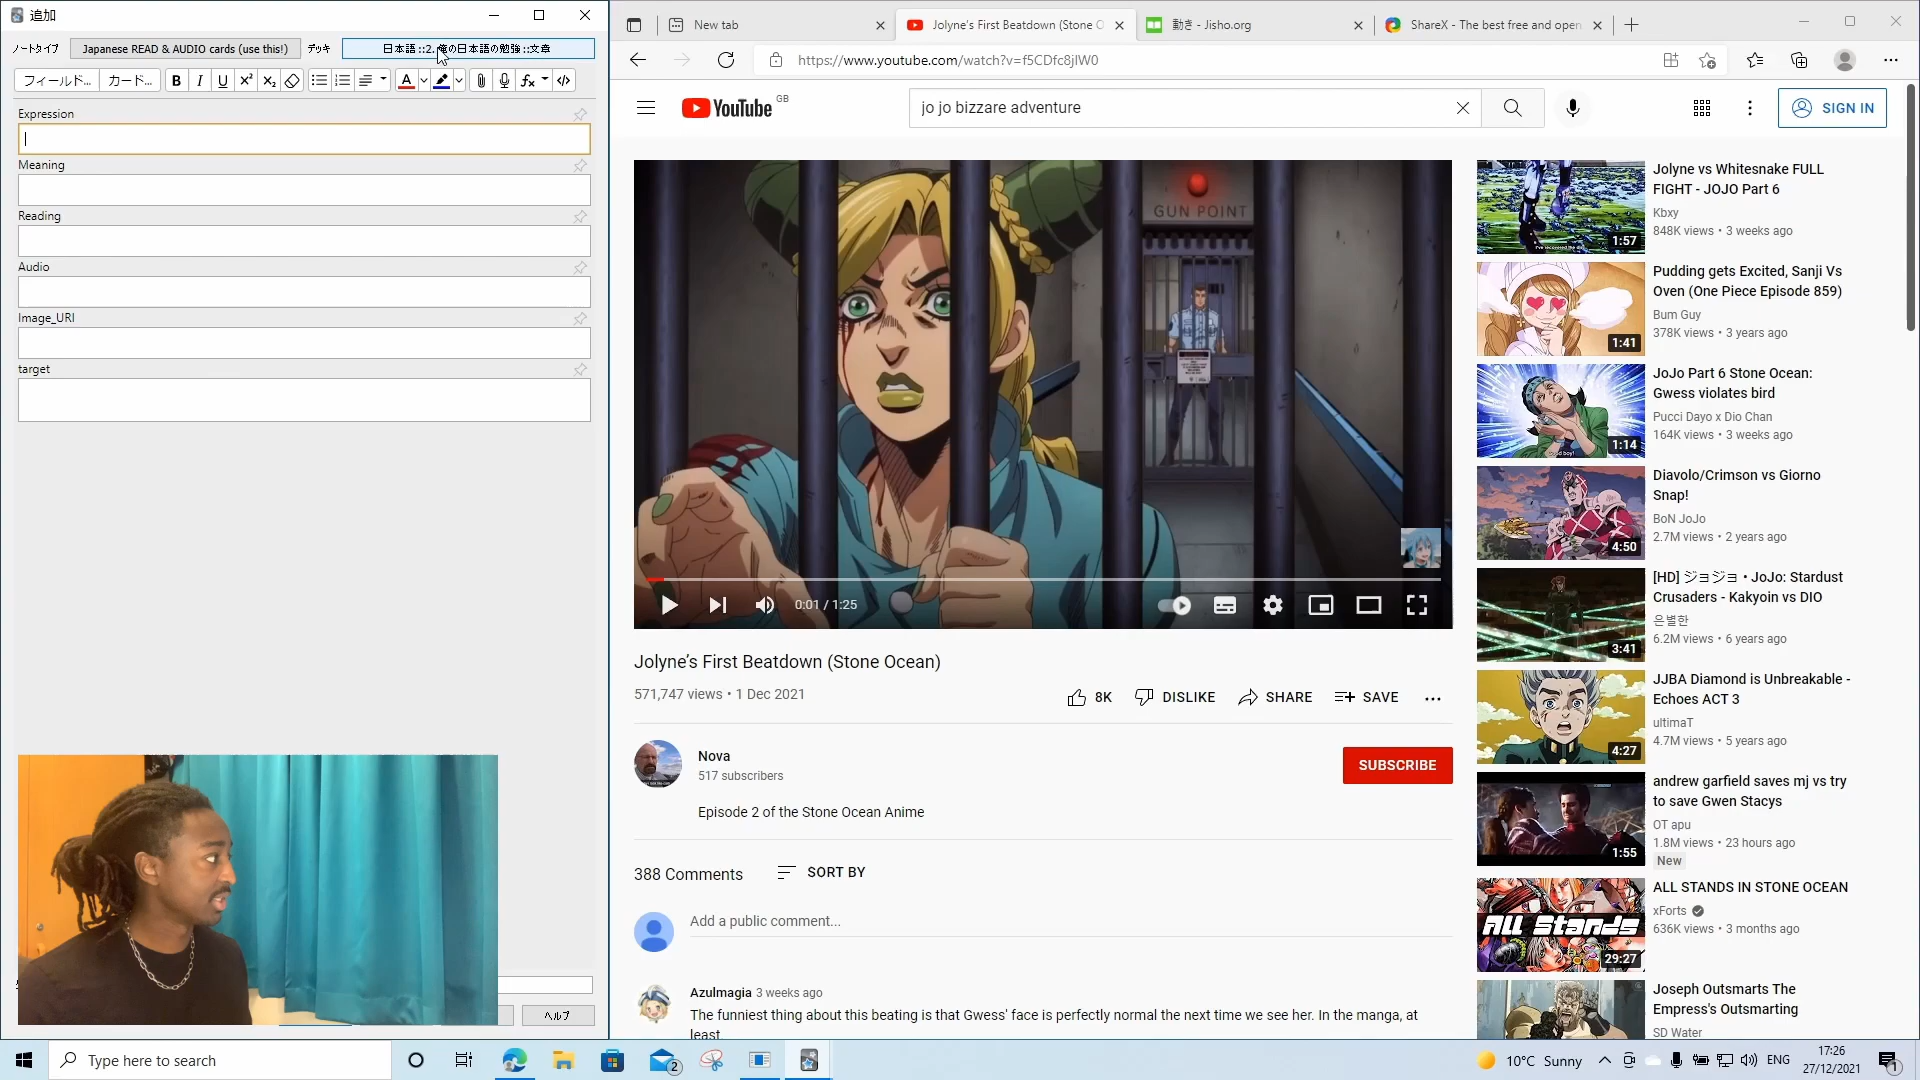 追加
ノートタイプ
Japanese READ & AUDIO cards (use this!)
デッキ
日本語::2. 俺の日本語の勉強::文章
フィールド...
カード...
Expression
Meaning
Reading
Audio
Image_URI
target
ヘルプ
New tab
Jolyne's First Beatdown (Stone O
動き - Jisho.org
ShareX - The best free and open
https://www.youtube.com/watch?v=f5CDfc8jlW0
YouTube GB
jo jo bizzare adventure
SIGN IN
GUN POINT
0:01 / 1:25
Jolyne's First Beatdown (Stone Ocean)
571,747 views • 1 Dec 2021
8K
DISLIKE
SHARE
SAVE
Nova
517 subscribers
SUBSCRIBE
Episode 2 of the Stone Ocean Anime
388 Comments
SORT BY
Add a public comment...
Azulmagia 3 weeks ago
The funniest thing about this beating is that Gwess' face is perfectly normal the next time we see her. In the manga, at
least.
Jolyne vs Whitesnake FULL
FIGHT - JOJO Part 6
Kbxy
848K views • 3 weeks ago
1:57
Pudding gets Excited, Sanji Vs
Oven (One Piece Episode 859)
Bum Guy
378K views • 3 years ago
1:41
JoJo Part 6 Stone Ocean:
Gwess violates bird
Pucci Dayo x Dio Chan
164K views • 3 weeks ago
1:14
Diavolo/Crimson vs Giorno
Snap!
BoN JoJo
2.7M views • 2 years ago
4:50
[HD] ジョジョ • JoJo: Stardust
Crusaders - Kakyoin vs DIO
은별한
6.2M views • 6 years ago
3:41
JJBA Diamond is Unbreakable -
Echoes ACT 3
ultimaT
4.7M views • 5 years ago
4:27
andrew garfield saves mj vs try
to save Gwen Stacys
OT apu
1.8M views • 23 hours ago
New
1:55
ALL STANDS IN STONE OCEAN
xForts
636K views • 3 months ago
All Stands
29:27
Joseph Outsmarts The
Empress's Outsmarting
SD Water
Type here to search
2
10°C Sunny
ENG
17:26
27/12/2021
1